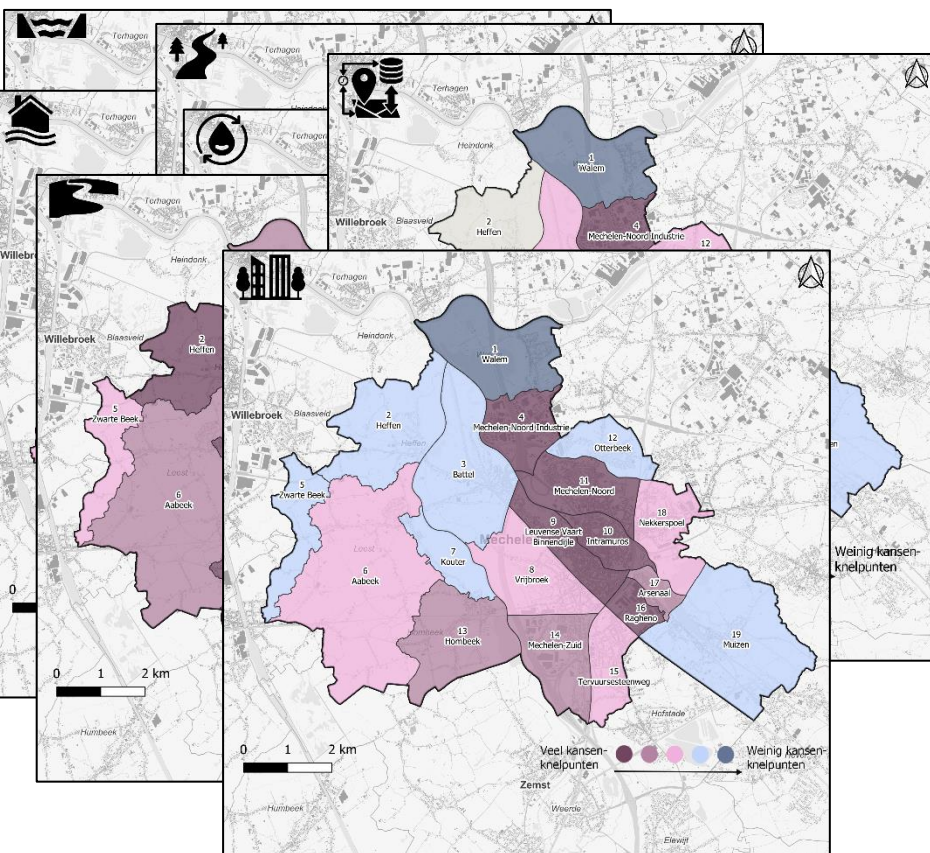 Terhagen
Terhagen
Heindonk
Terhagen
Heindonk
Willebroek
Blaasveld
1
Walem
2
Heffen
4
Mechelen-Noord Industrie
12
Terhagen
Heindonk
Willebroek
Blaasveld
2
Heffen
5
Zwarte Beek
Leest
6
Aabeek
0 1 2 km
Humbeek
Terhagen
Heindonk
1
Walem
Willebroek
Blaasveld
2
Heffen
Heffen
4
Mechelen-Noord Industrie
12
Otterbeek
3
Battel
5
Zwarte Beek
11
Mechelen-Noord
18
Nekkerspoel
9
Leuvense Vaart
Binnendijle
10
Intramuros
Leest
6
Aabeek
7
Kouter
8
Vrijbroek
17
Arsenaal
16
Ragheno
13
Hombeek
14
Mechelen-Zuid
15
Tervuursesteenweg
19
Muizen
Hofstade
0 1 2 km
Veel kansen-
knelpunten
Weinig kansen-
knelpunten
Zemst
Weerde
Humbeek
Elewijt
Weinig kansen-
knelpunten
0